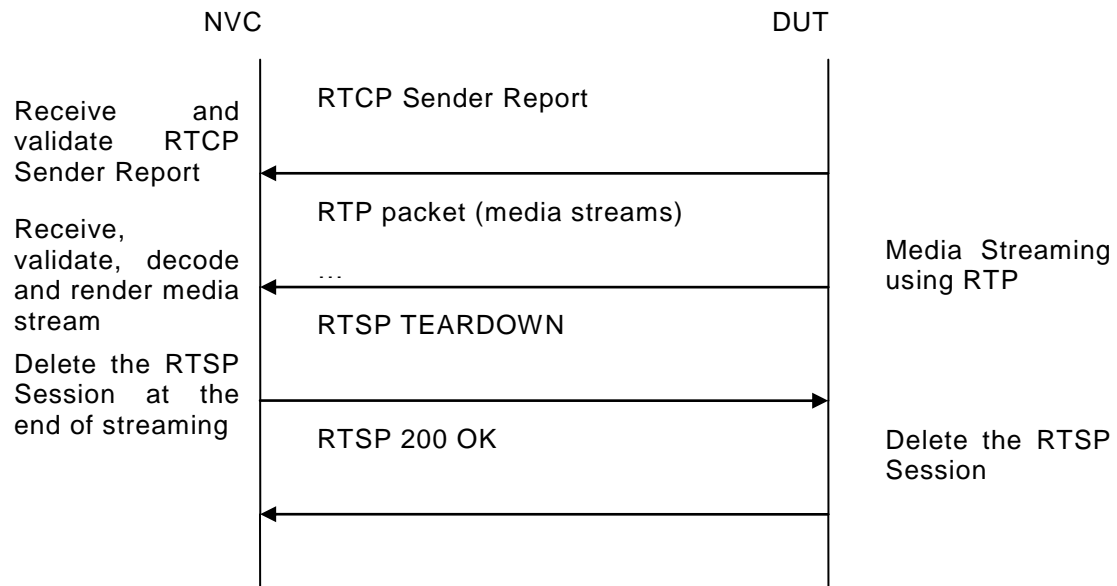 NVC
DUT
RTCP Sender Report
Receive and
validate RTCP
Sender Report
RTP packet (media streams)
Receive,
validate, decode
and render media
stream
…
Media Streaming
using RTP
RTSP TEARDOWN
Delete the RTSP
Session at the
end of streaming
RTSP 200 OK
Delete the RTSP
Session